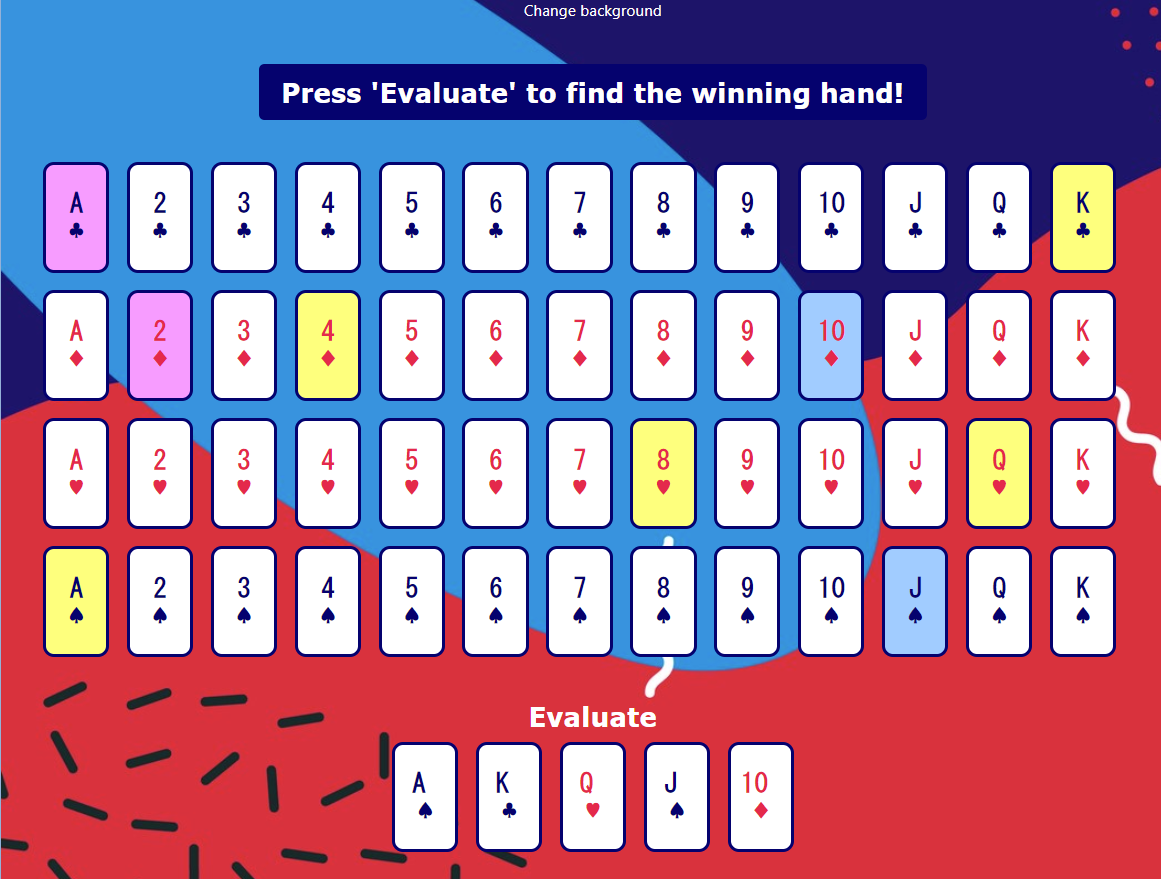 Change background
Press 'Evaluate' to find the winning hand!
A 2 3 4 5 6 7 8 9 10 J Q K
♣ ♣ ♣ ♣ ♣ ♣ ♣ ♣ ♣ ♣ ♣ ♣ ♣
A 2 3 4 5 6 7 8 9 10 J Q K
♦ ♦ ♦ ♦ ♦ ♦ ♦ ♦ ♦ ♦ ♦ ♦ ♦
A 2 3 4 5 6 7 8 9 10 J Q K
♥ ♥ ♥ ♥ ♥ ♥ ♥ ♥ ♥ ♥ ♥ ♥ ♥
A 2 3 4 5 6 7 8 9 10 J Q K
♠ ♠ ♠ ♠ ♠ ♠ ♠ ♠ ♠ ♠ ♠ ♠ ♠
Evaluate
A K Q J 10
♠ ♣ ♥ ♠ ♦